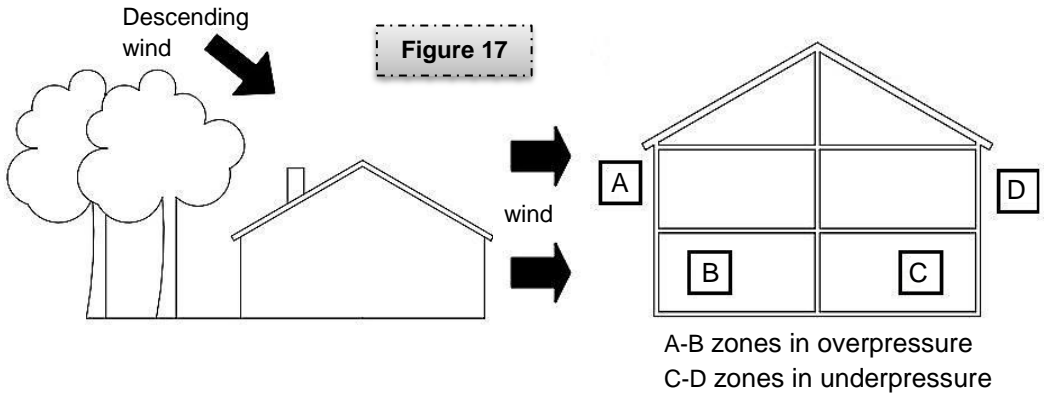 Descending
wind
Figure 17
A
wind
D
B
C
A-B zones in overpressure
C-D zones in underpressure